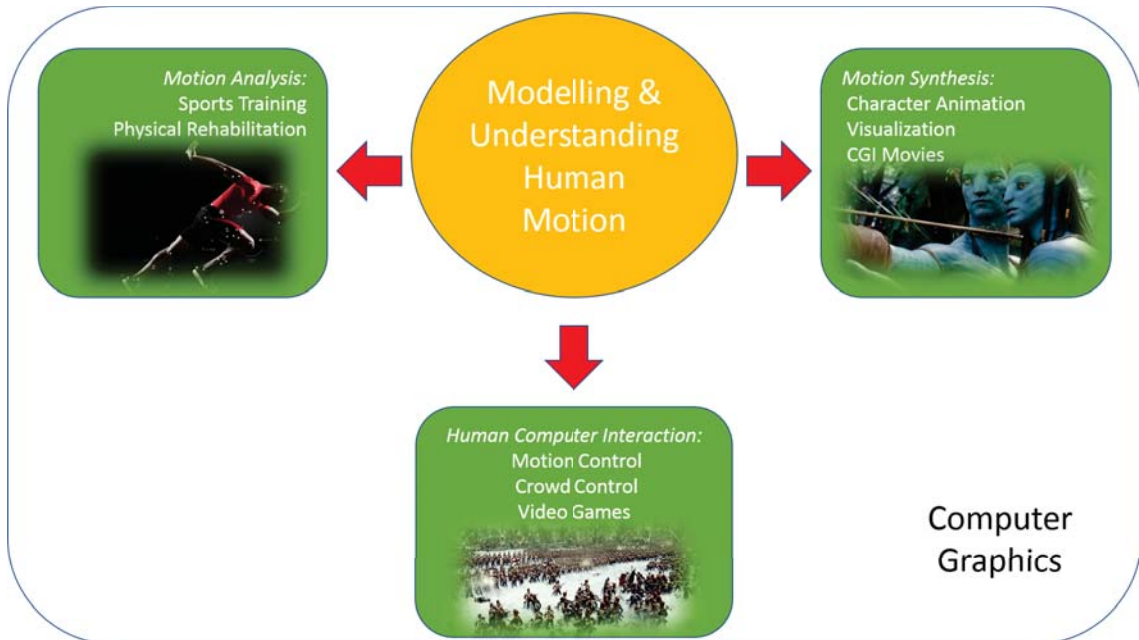 Modelling &
Understanding
Human
Motion
Motion Analysis:
Sports Training
Physical Rehabilitation
Motion Synthesis:
Character Animation
Visualization
CGI Movies
Human Computer Interaction:
Motion Control
Crowd Control
Video Games
Computer
Graphics